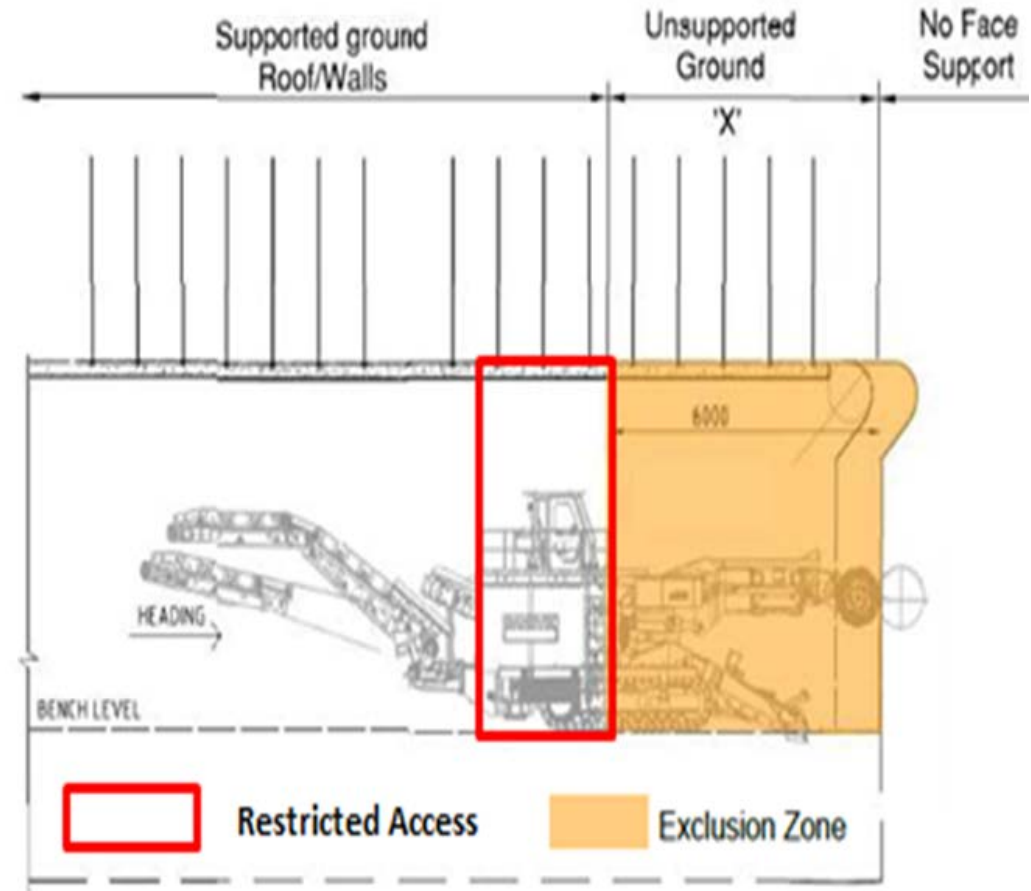 Supported ground
Roof/Walls
Unsupported
Ground
'X'
No Face
Support
6000
HEADING
BENCH LEVEL
Restricted Access
Exclusion Zone